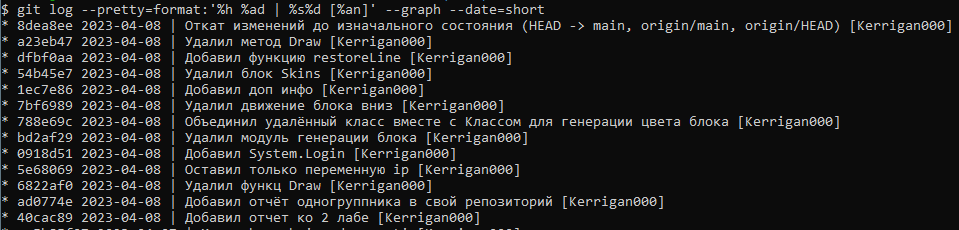 $ git log --pretty=format:'%h %ad | %s%d [%an]' --graph --date=short
* 8dea8ee 2023-04-08 | Откат изменений до изначального состояния (HEAD -> main, origin/main, origin/HEAD) [Kerrigan000]
* a23eb47 2023-04-08 | Удалил метод Draw [Kerrigan000]
* dfbf0aa 2023-04-08 | Добавил функцию restoreLine [Kerrigan000]
* 54b45e7 2023-04-08 | Удалил блок Skins [Kerrigan000]
* 1ec7e86 2023-04-08 | Добавил доп инфо [Kerrigan000]
* 7bf6989 2023-04-08 | Удалил движение блока вниз [Kerrigan000]
* 788e69c 2023-04-08 | Объединил удалённый класс вместе с Классом для генерации цвета блока [Kerrigan000]
* bd2af29 2023-04-08 | Удалил модуль генерации блока [Kerrigan000]
* 0918d51 2023-04-08 | Добавил System.Login [Kerrigan000]
* 5e68069 2023-04-08 | Оставил только переменную ip [Kerrigan000]
* 6822af0 2023-04-08 | Удалил функц Draw [Kerrigan000]
* ad0774e 2023-04-08 | Добавил отчёт одногруппника в свой репозиторий [Kerrigan000]
* 40cac89 2023-04-08 | Добавил отчет ко 2 лабе [Kerrigan000]